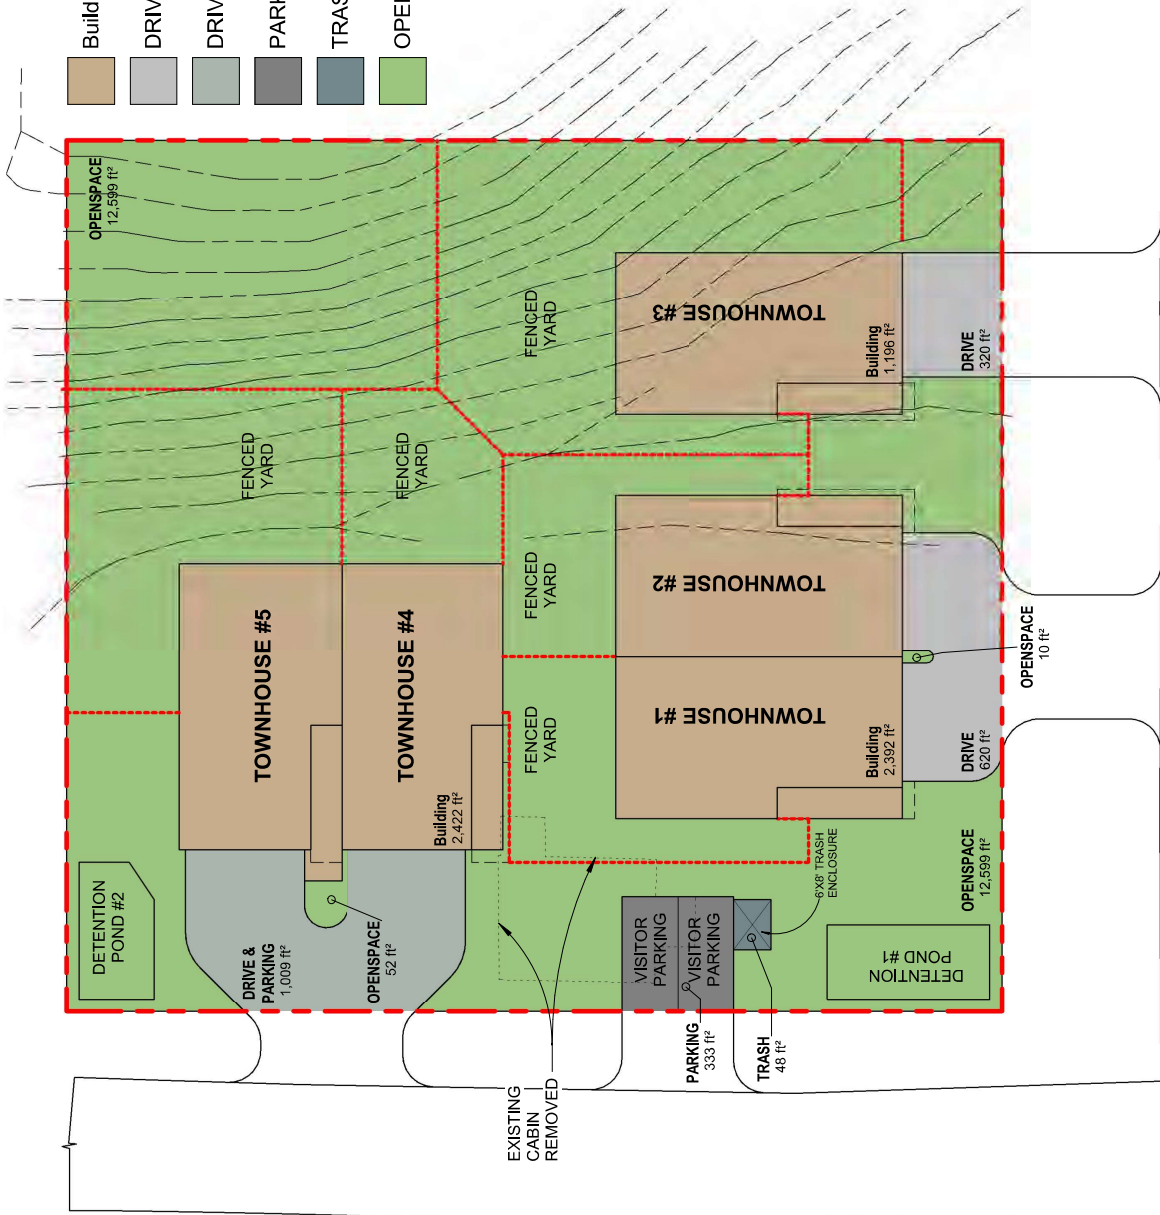 Build
DRIV
DRIV
PARK
TRAS
OPE
OPENSPACE
12,599 ft²
FENCED
YARD
FENCED
YARD
FENCED
YARD
TOWNHOUSE #3
Building
1,196 ft²
DRIVE
320 ft²
TOWNHOUSE #5
TOWNHOUSE #4
Building
2,422 ft²
FENCED
YARD
TOWNHOUSE #2
FENCED
YARD
TOWNHOUSE #1
Building
2,392 ft²
DRIVE
620 ft²
OPENSPACE
10 ft²
DETENTION
POND #2
DRIVE &
PARKING
1,009 ft²
OPENSPACE
52 ft²
VISITOR
PARKING
VISITOR
PARKING
6'X8' TRASH
ENCLOSURE
OPENSPACE
12,599 ft²
DETENTION
POND #1
PARKING
333 ft²
TRASH
48 ft²
EXISTING
CABIN
REMOVED